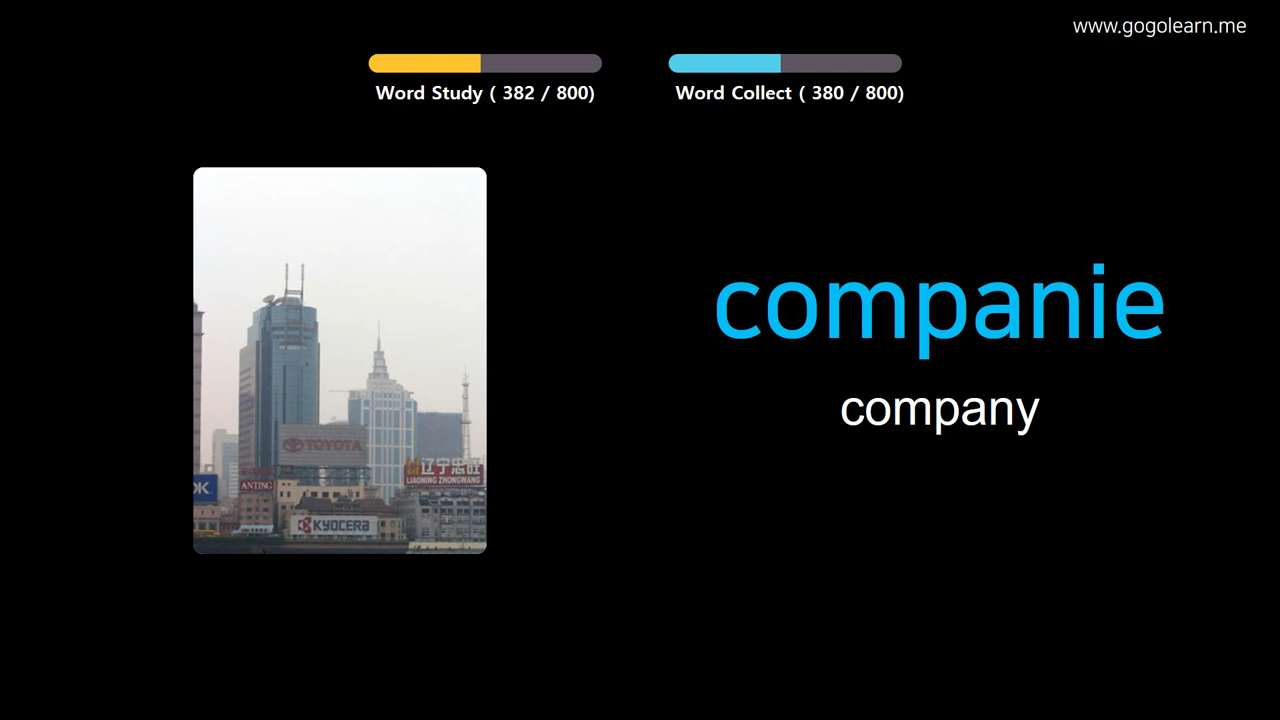 www.gogolearn.me
Word Study ( 382 / 800)
Word Collect ( 380 / 800)
companie
company
TOYOTA
辽宁忠旺
LIAONING ZHONGWANG
OK
ANTING
KYOCERA